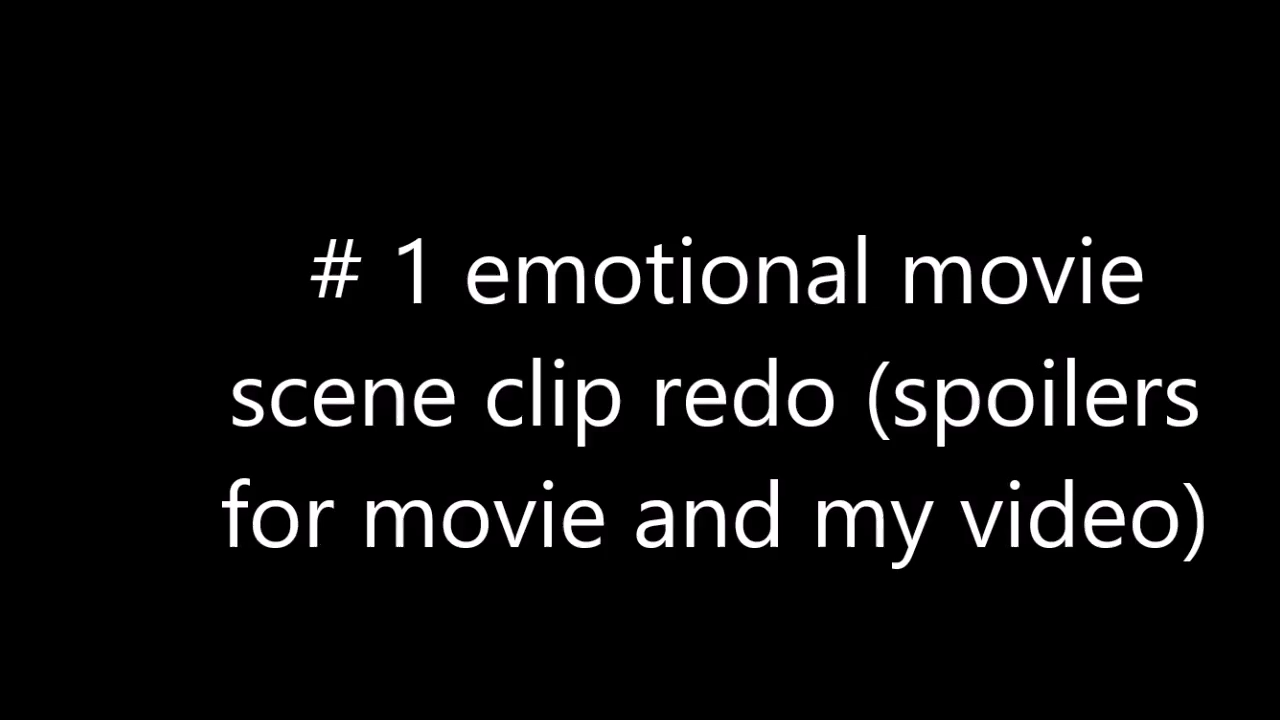 # 1 emotional movie
scene clip redo (spoilers
for movie and my video)